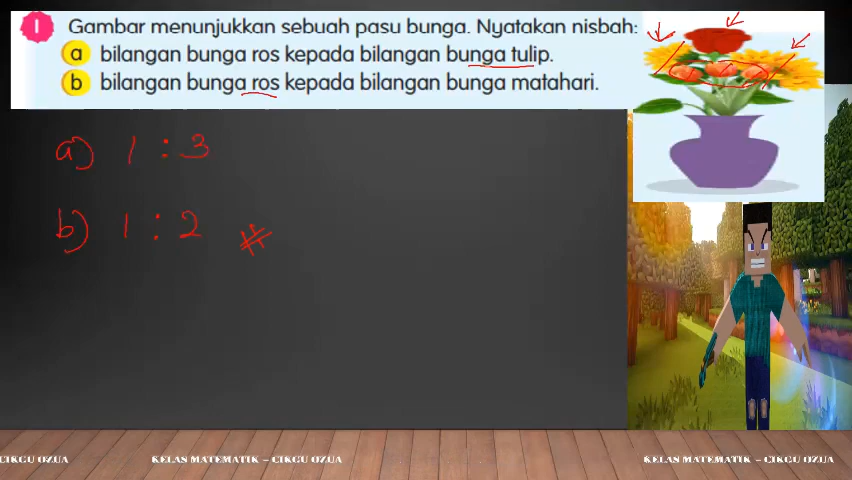 1 Gambar menunjukkan sebuah pasu bunga. Nyatakan nisbah:
a bilangan bunga ros kepada bilangan bunga tulip.
b bilangan bunga ros kepada bilangan bunga matahari.
a) 1 : 3
b) 1 : 2
CIKGU OZUA KELAS MATEMATIK – CIKGU OZUA KELAS MATEMATIK – CIKGU OZUA